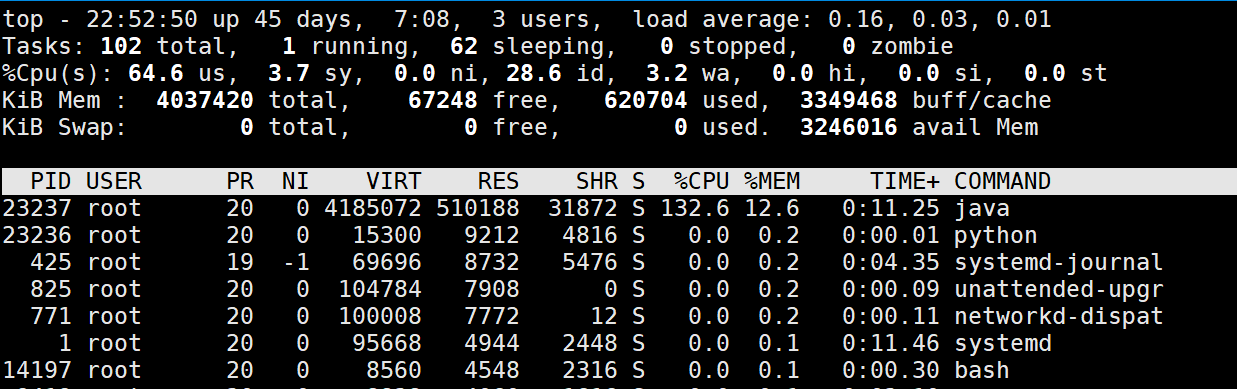 top - 22:52:50 up 45 days,  7:08,  3 users,  load average: 0.16, 0.03, 0.01
Tasks: 102 total,   1 running,  62 sleeping,   0 stopped,   0 zombie
%Cpu(s): 64.6 us,  3.7 sy,  0.0 ni, 28.6 id,  3.2 wa,  0.0 hi,  0.0 si,  0.0 st
KiB Mem :  4037420 total,    67248 free,   620704 used,  3349468 buff/cache
KiB Swap:        0 total,        0 free,        0 used.  3246016 avail Mem
  PID USER      PR  NI    VIRT    RES    SHR S  %CPU %MEM     TIME+ COMMAND
23237 root      20   0 4185072 510188  31872 S 132.6 12.6   0:11.25 java
23236 root      20   0   15300   9212   4816 S   0.0  0.2   0:00.01 python
  425 root      19  -1   69696   8732   5476 S   0.0  0.2   0:04.35 systemd-journal
  825 root      20   0  104784   7908      0 S   0.0  0.2   0:00.09 unattended-upgr
  771 root      20   0  100008   7772     12 S   0.0  0.2   0:00.11 networkd-dispat
    1 root      20   0   95668   4944   2448 S   0.0  0.1   0:11.46 systemd
14197 root      20   0    8560   4548   2316 S   0.0  0.1   0:00.30 bash